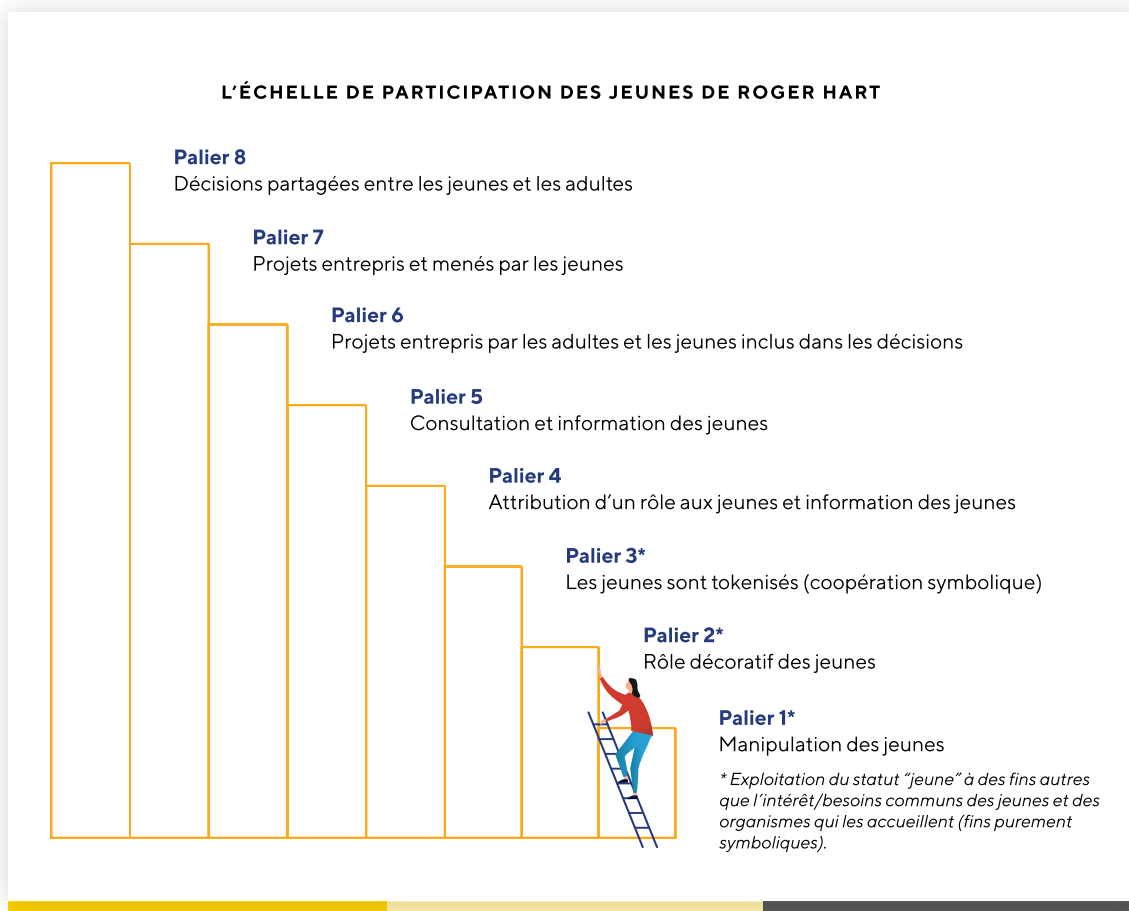 L’ÉCHELLE DE PARTICIPATION DES JEUNES DE ROGER HART
Palier 8
Décisions partagées entre les jeunes et les adultes
Palier 7
Projets entrepris et menés par les jeunes
Palier 6
Projets entrepris par les adultes et les jeunes inclus dans les décisions
Palier 5
Consultation et information des jeunes
Palier 4
Attribution d’un rôle aux jeunes et information des jeunes
Palier 3*
Les jeunes sont tokenisés (coopération symbolique)
Palier 2*
Rôle décoratif des jeunes
Palier 1*
Manipulation des jeunes
* Exploitation du statut “jeune” à des fins autres
que l’intérêt/besoins communs des jeunes et des
organismes qui les accueillent (fins purement
symboliques).